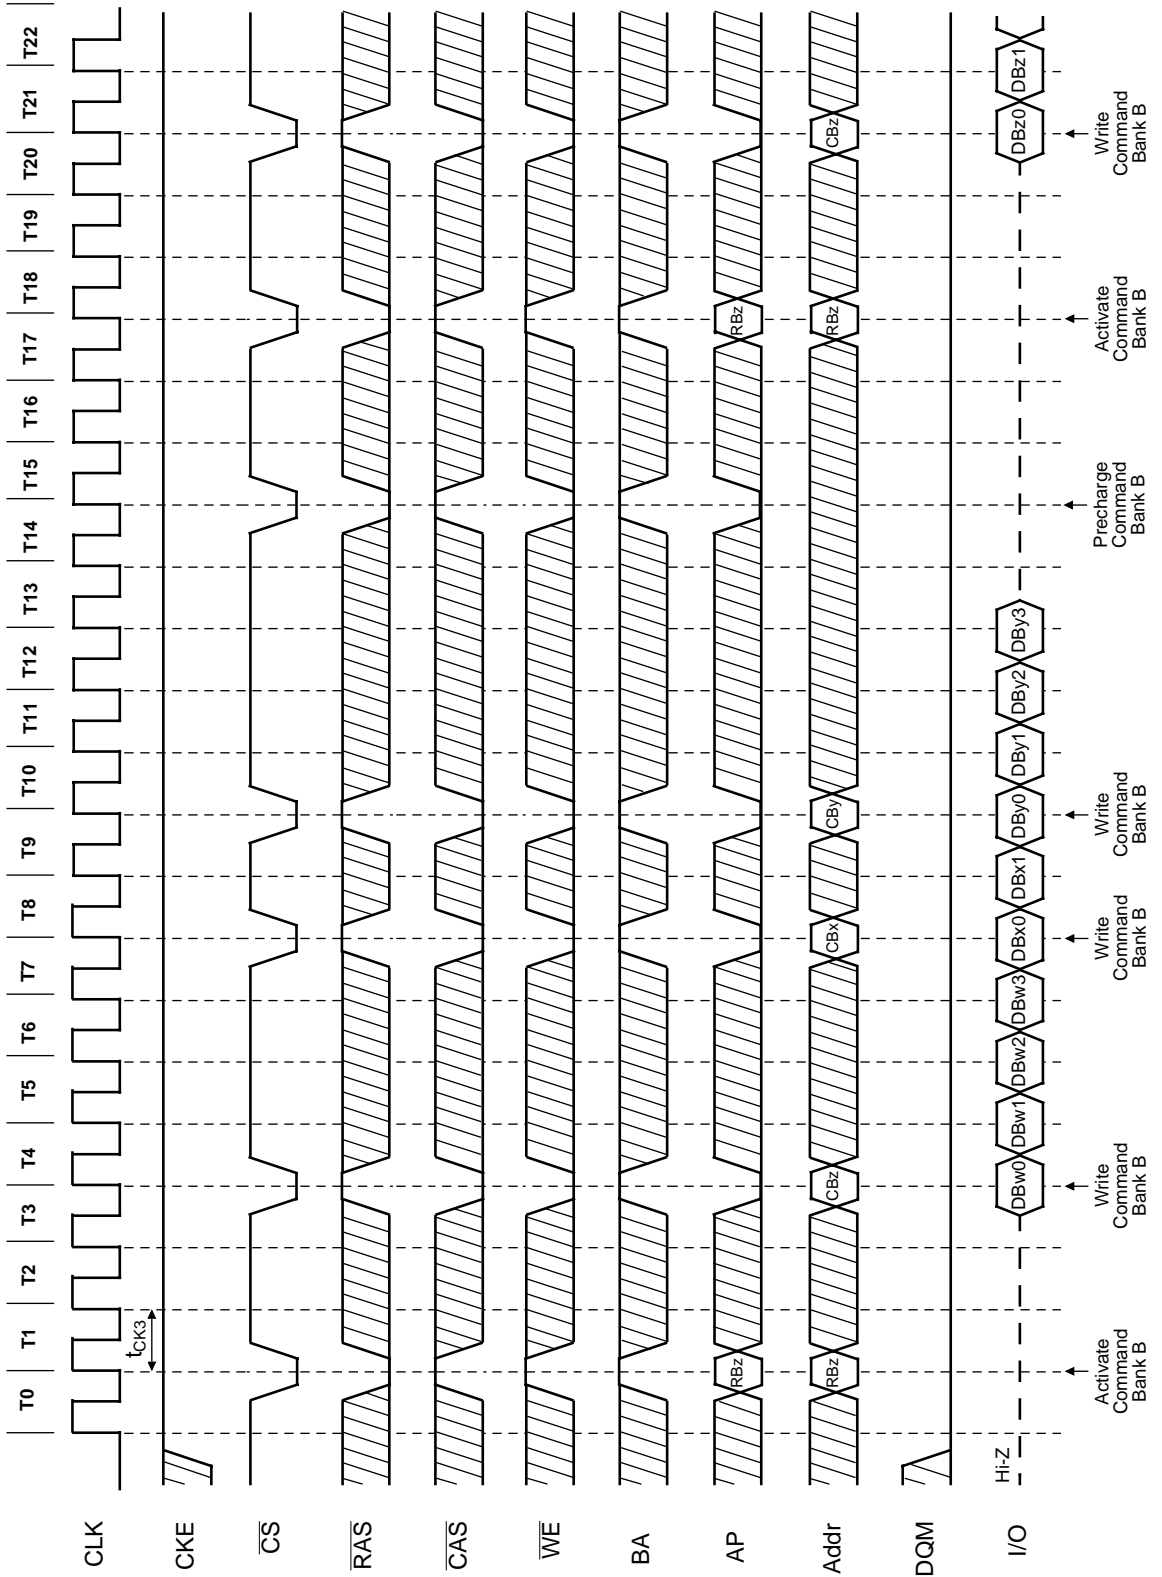 T0 T1 T2 T3 T4 T5 T6 T7 T8 T9 T10 T11 T12 T13 T14 T15 T16 T17 T18 T19 T20 T21 T22
CLK
tCK3
CKE
CS
RAS
CAS
WE
BA
AP
RBz RBz
Addr
RBz CBz CBx CBy RBz CBz
DQM
I/O
Hi-Z
DBw0 DBw1 DBw2 DBw3 DBx0 DBx1 DBy0 DBy1 DBy2 DBy3 DBz0 DBz1
Activate
Command
Bank B
Write
Command
Bank B
Write
Command
Bank B
Write
Command
Bank B
Precharge
Command
Bank B
Activate
Command
Bank B
Write
Command
Bank B